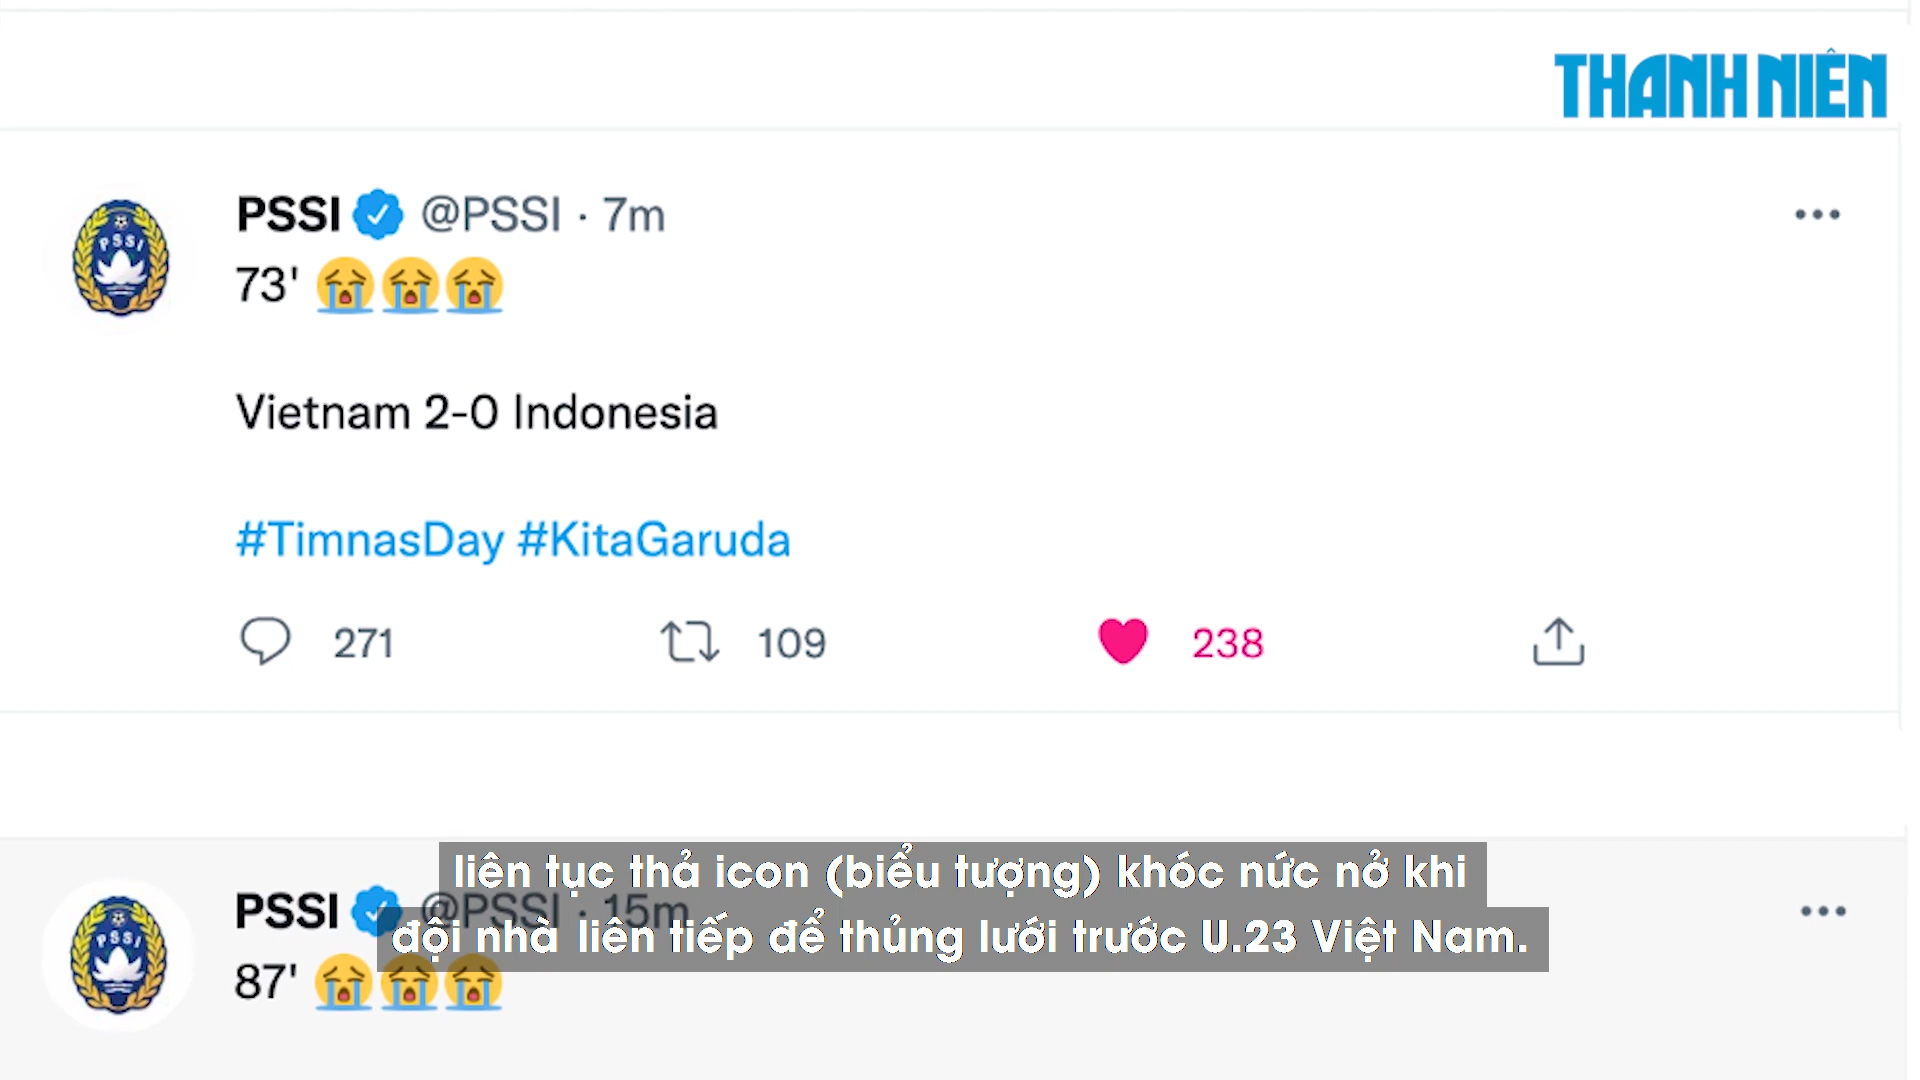 THANH NIÊN
PSSI @PSSI · 7m
73' 😭😭😭
Vietnam 2-0 Indonesia
#TimnasDay #KitaGaruda
271 109 238
liên tục thả icon (biểu tượng) khóc nức nở khi
PSSI @PSSI · 15m
đội nhà liên tiếp để thủng lưới trước U.23 Việt Nam.
87' 😭😭😭